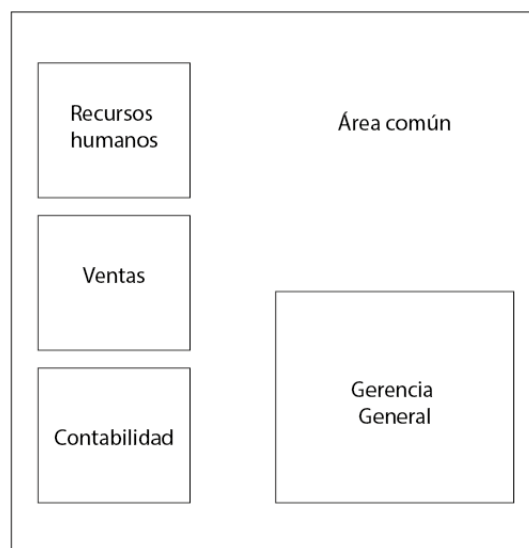 Recursos
humanos
Área común
Ventas
Gerencia
General
Contabilidad